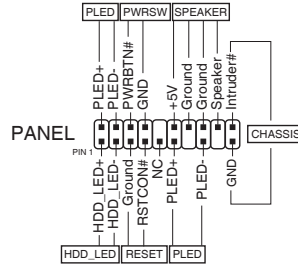 PLED PWRSW SPEAKER
PLED+
PLED-
PWRBTN#
GND
+5V
Ground
Ground
Speaker
Intruder#
PANEL
CHASSIS
PIN 1
HDD_LED+
HDD_LED-
Ground
RSTCON#
NC
PLED+
PLED-
GND
HDD_LED RESET PLED